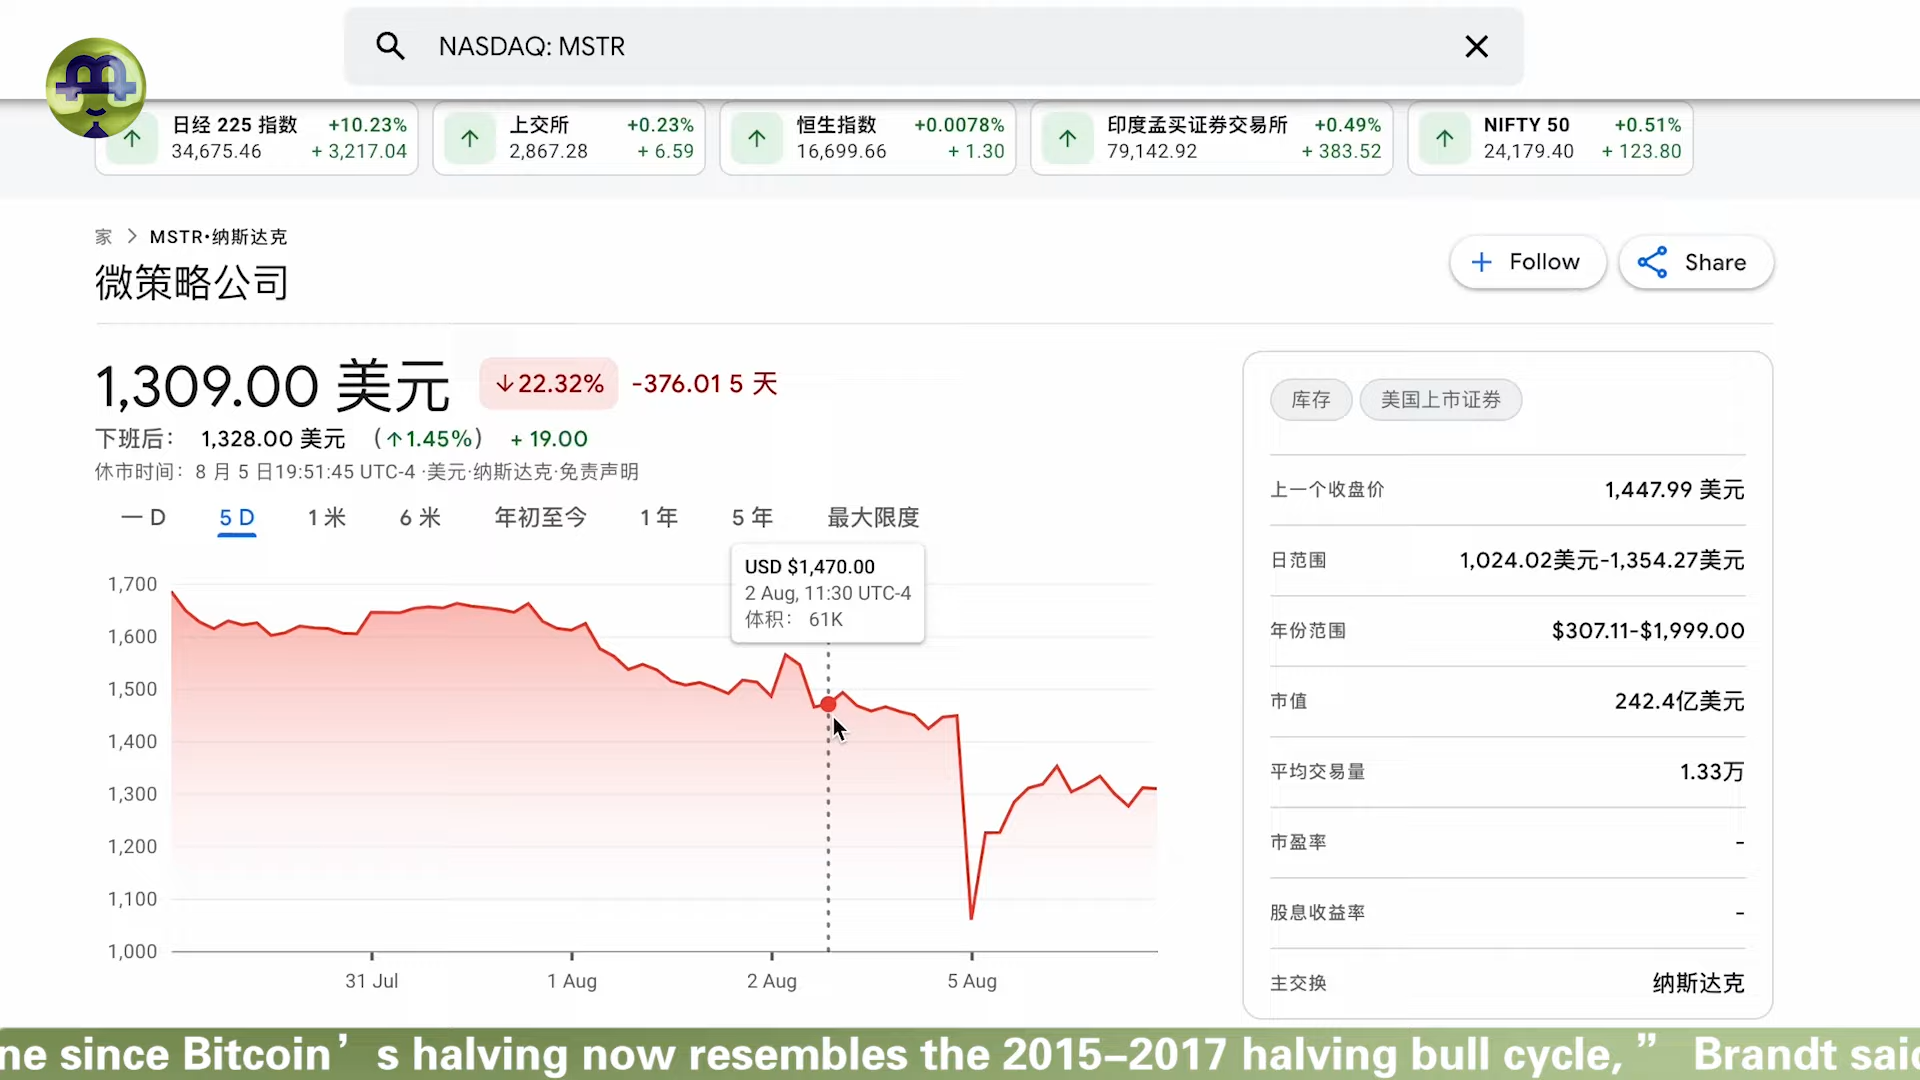 NASDAQ: MSTR
日经 225 指数 +10.23%
34,675.46 + 3,217.04
上交所 +0.23%
2,867.28 + 6.59
恒生指数 +0.0078%
16,699.66 + 1.30
印度孟买证券交易所 +0.49%
79,142.92 + 383.52
NIFTY 50 +0.51%
24,179.40 + 123.80
家 > MSTR•纳斯达克
微策略公司
Follow
Share
1,309.00 美元 ↓22.32% -376.01 5 天
下班后： 1,328.00 美元 （↑1.45%） + 19.00
休市时间：8 月 5 日19:51:45 UTC-4 ·美元·纳斯达克·免责声明
一 D 5 D 1 米 6 米 年初至今 1 年 5 年 最大限度
USD $1,470.00
2 Aug, 11:30 UTC-4
体积： 61K
1,700
1,600
1,500
1,400
1,300
1,200
1,100
1,000
31 Jul 1 Aug 2 Aug 5 Aug
库存 美国上市证券
上一个收盘价 1,447.99 美元
日范围 1,024.02美元-1,354.27美元
年份范围 $307.11-$1,999.00
市值 242.4亿美元
平均交易量 1.33万
市盈率 -
股息收益率 -
主交换 纳斯达克
ne since Bitcoin’s halving now resembles the 2015–2017 halving bull cycle,” Brandt said